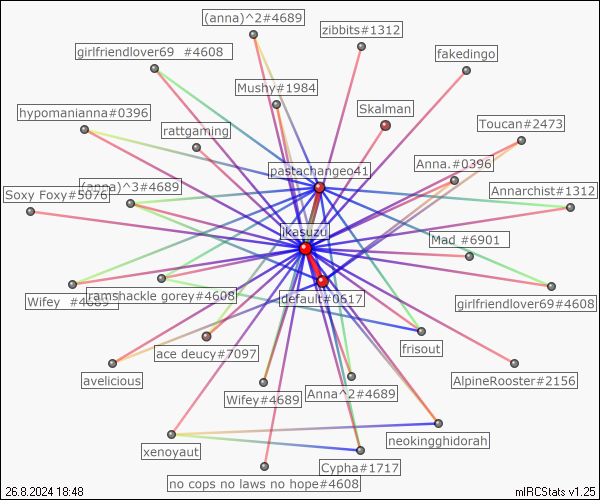 (anna)^2#4689
zibbits#1312
girlfriendlover69 #4608
fakedingo
Mushy#1984
Skalman
hypomanianna#0396
rattgaming
Toucan#2473
pastachangeo41
Anna.#0396
(anna)^3#4689
Annarchist#1312
Soxy Foxy#5076
ikasuzu
Mad_#6901
Wifey #4689
ramshackle gorey#4608
default#0617
girlfriendlover69#4608
ace deucy#7097
frisout
avelicious
Wifey#4689
Anna^2#4689
AlpineRooster#2156
xenoyaut
neokingghidorah
Cypha#1717
no cops no laws no hope#4608
26.8.2024 18:48
mIRCStats v1.25